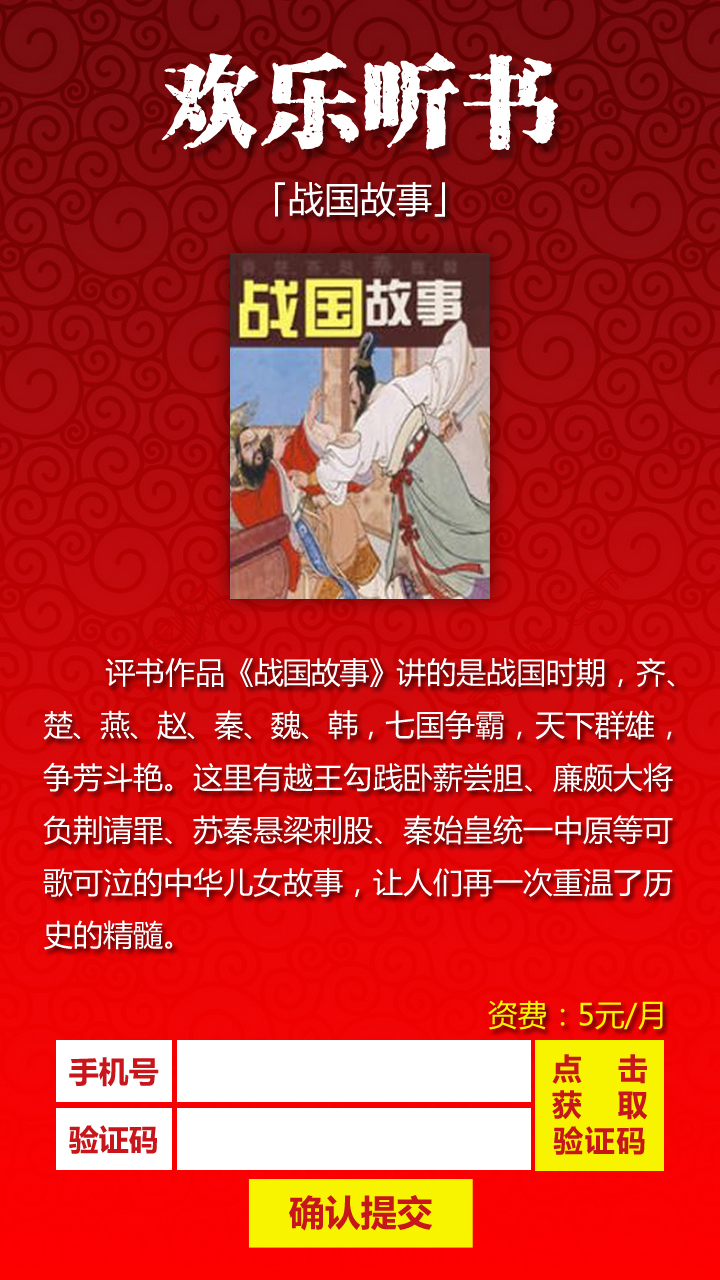 欢乐听书
「战国故事」
战国故事
评书作品《战国故事》讲的是战国时期，齐、
楚、燕、赵、秦、魏、韩，七国争霸，天下群雄，
争芳斗艳。这里有越王勾践卧薪尝胆、廉颇大将
负荆请罪、苏秦悬梁刺股、秦始皇统一中原等可
歌可泣的中华儿女故事，让人们再一次重温了历
史的精髓。
资费：5元/月
手机号
点击
获取
验证码
验证码
确认提交